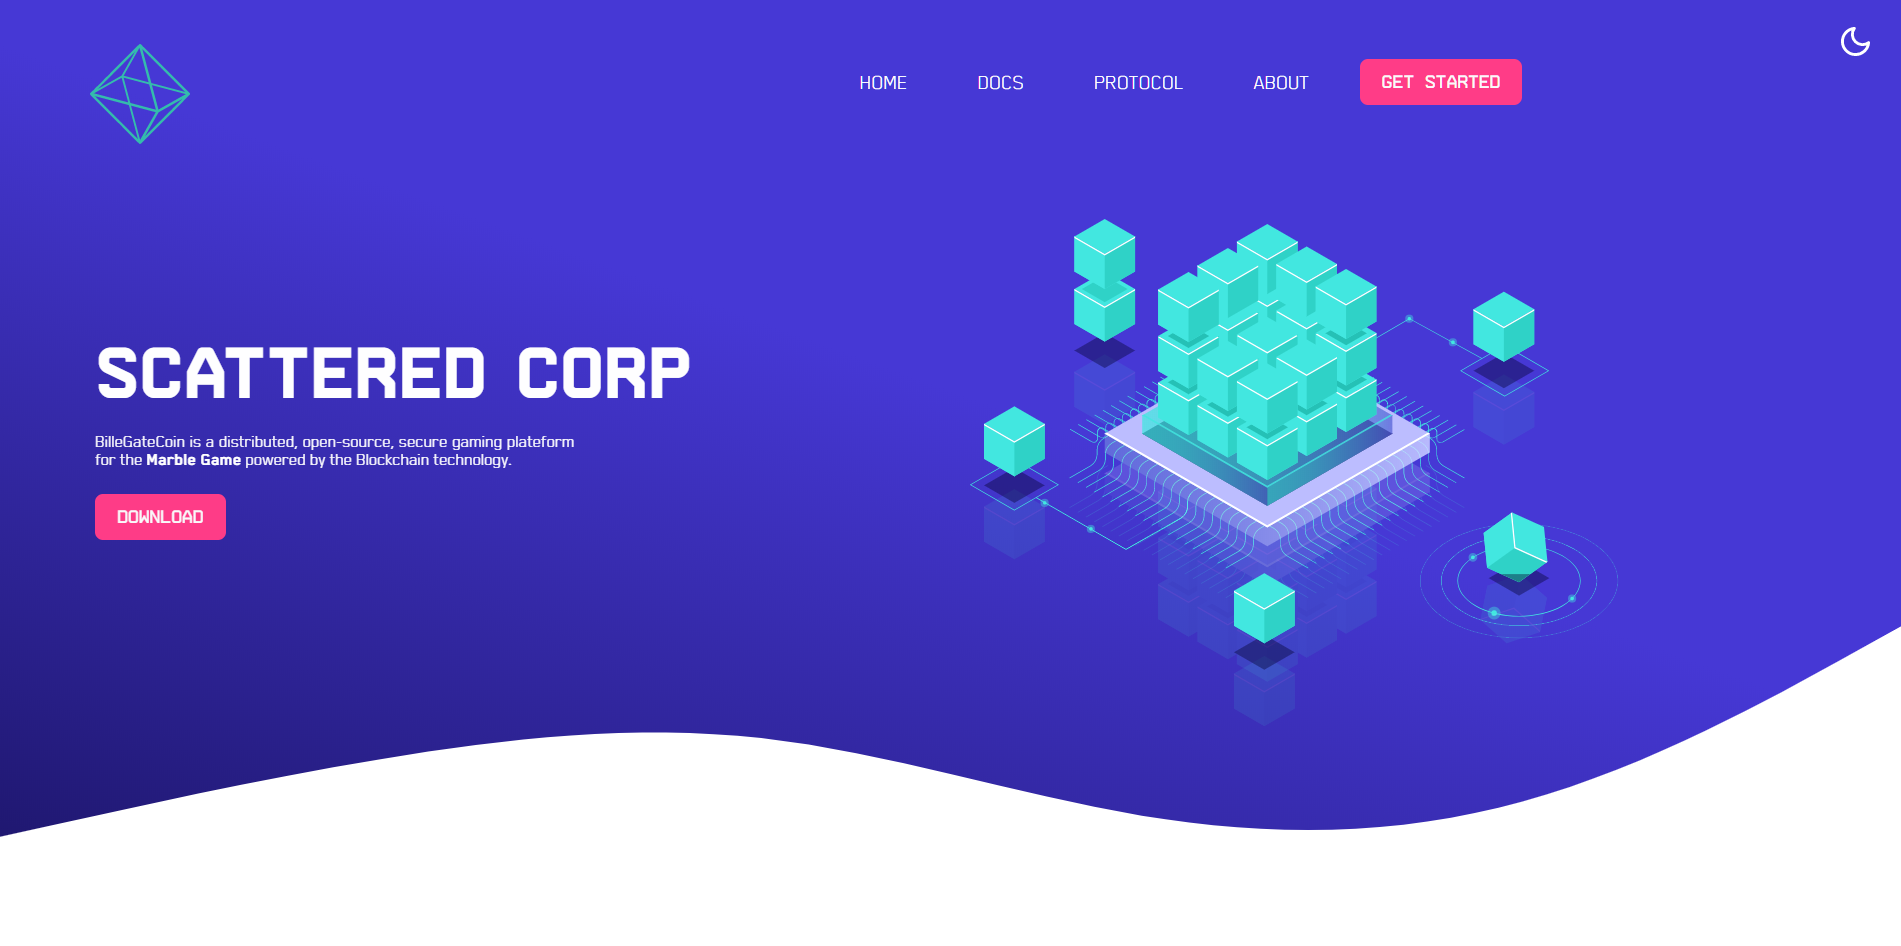 HOME
DOCS
PROTOCOL
ABOUT
GET STARTED
SCATTERED CORP
BilleGateCoin is a distributed, open-source, secure gaming plateform
for the Marble Game powered by the Blockchain technology.
DOWNLOAD